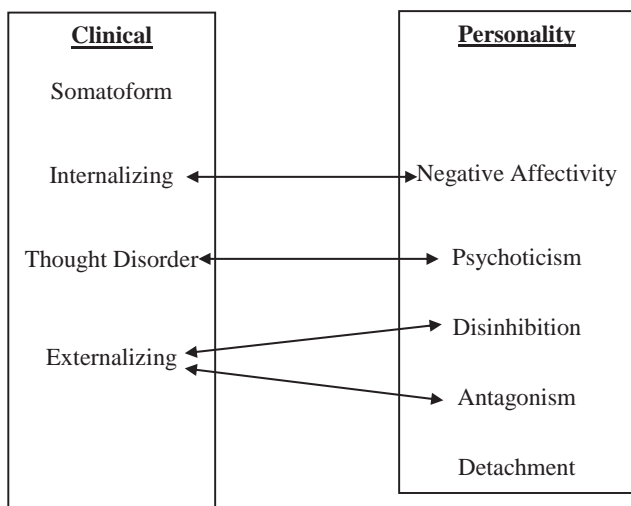 Clinical
Somatoform
Internalizing
Thought Disorder
Externalizing
Personality
Negative Affectivity
Psychoticism
Disinhibition
Antagonism
Detachment